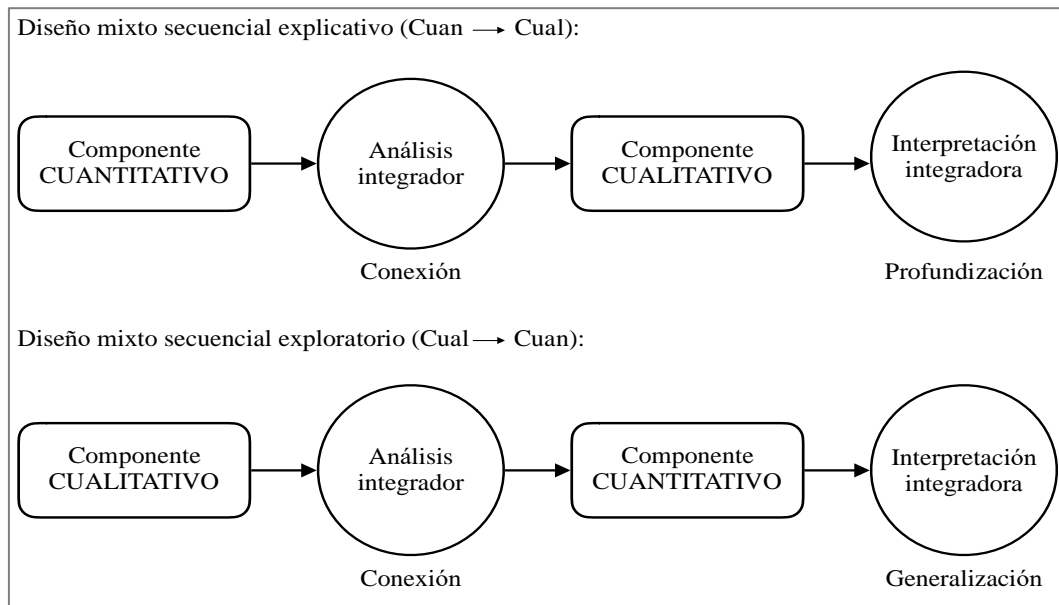 Diseño mixto secuencial explicativo (Cuan → Cual):
Componente
CUANTITATIVO
Análisis
integrador
Componente
CUALITATIVO
Interpretación
integradora
Conexión
Profundización
Diseño mixto secuencial exploratorio (Cual → Cuan):
Componente
CUALITATIVO
Análisis
integrador
Componente
CUANTITATIVO
Interpretación
integradora
Conexión
Generalización